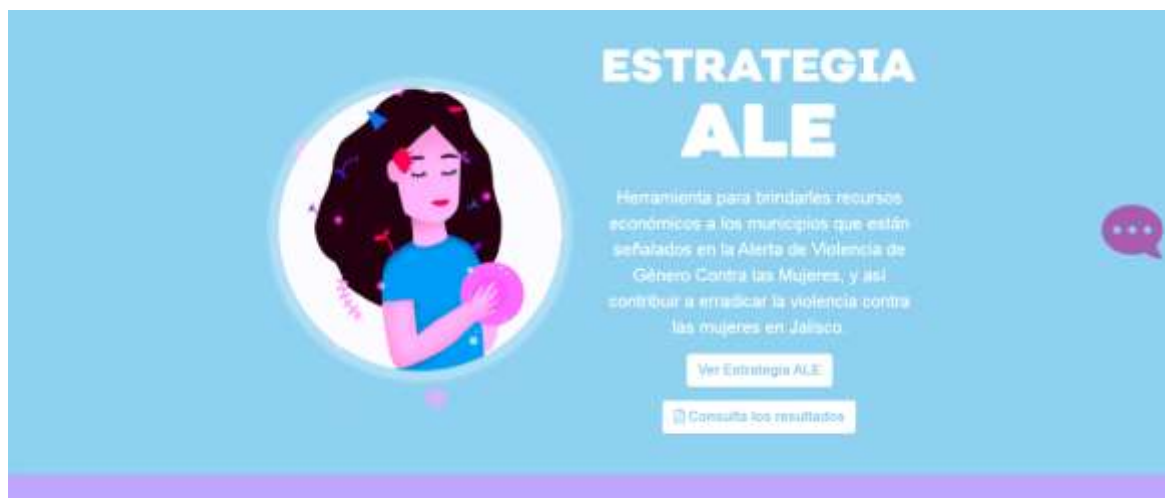 ESTRATEGIA
ALE
Herramienta para brindarles recursos
económicos a los municipios que están
señalados en la Alerta de Violencia de
Género Contra las Mujeres, y así
contribuir a erradicar la violencia contra
las mujeres en Jalisco.
Ver Estrategia ALE
Consulta los resultados